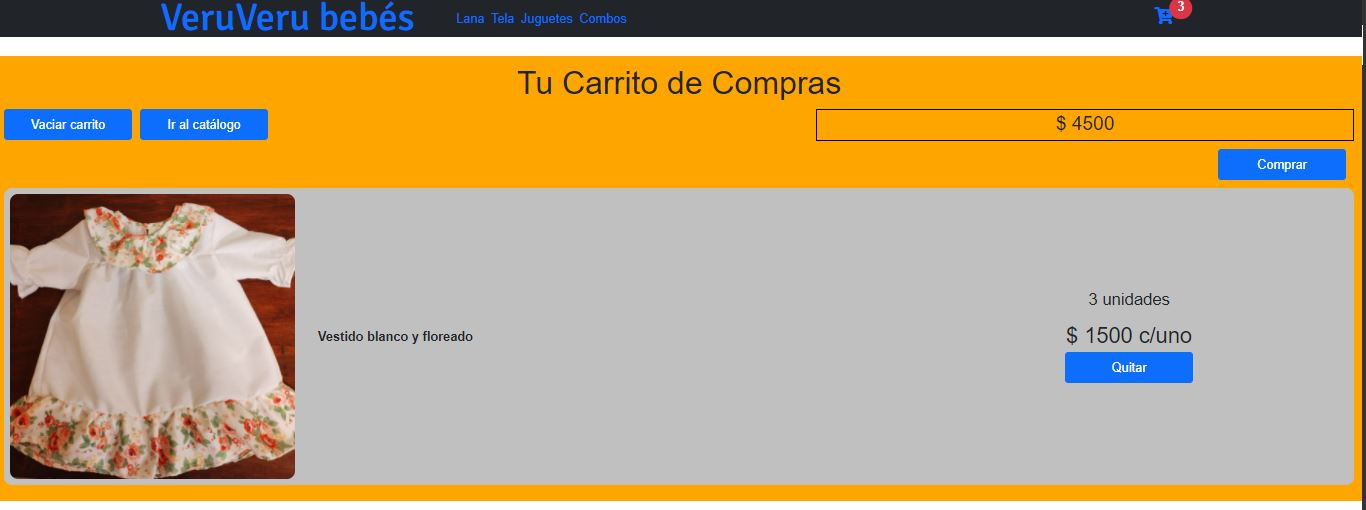 VeruVeru bebés
Lana Tela Juguetes Combos
3
Tu Carrito de Compras
Vaciar carrito
Ir al catálogo
$ 4500
Comprar
Vestido blanco y floreado
3 unidades
$ 1500 c/uno
Quitar